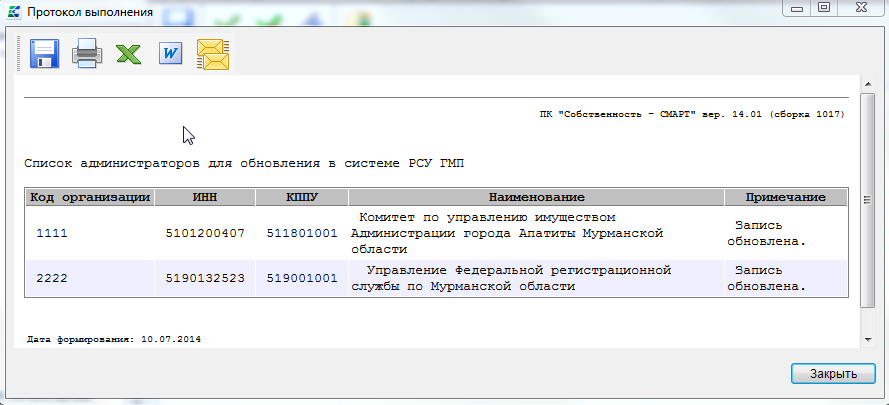 Протокол выполнения
ПК "Собственность - СМАРТ" вер. 14.01 (сборка 1017)
Список администраторов для обновления в системе РСУ ГМП
Код организации ИНН КППУ Наименование Примечание
1111 5101200407 511801001 Комитет по управлению имуществом Администрации города Апатиты Мурманской области Запись обновлена.
2222 5190132523 519001001 Управление Федеральной регистрационной службы по Мурманской области Запись обновлена.
Дата формирования: 10.07.2014
Закрыть